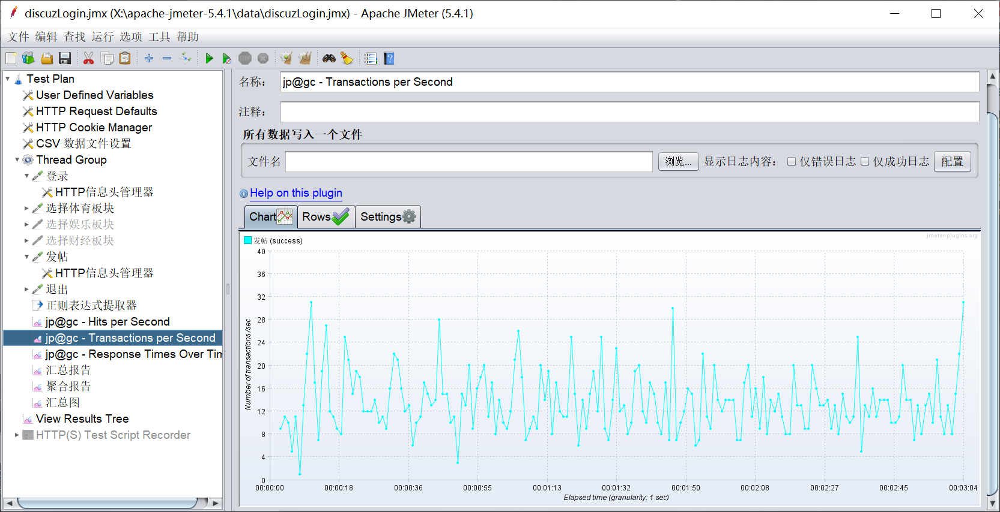 discuzLogin.jmx (X:\apache-jmeter-5.4.1\data\discuzLogin.jmx) - Apache JMeter (5.4.1)
文件 编辑 查找 运行 选项 工具 帮助
Test Plan
User Defined Variables
HTTP Request Defaults
HTTP Cookie Manager
CSV 数据文件设置
Thread Group
登录
HTTP信息头管理器
选择体育板块
选择娱乐板块
选择财经板块
发帖
HTTP信息头管理器
退出
正则表达式提取器
jp@gc - Hits per Second
jp@gc - Transactions per Second
jp@gc - Response Times Over Tim
汇总报告
聚合报告
汇总图
View Results Tree
HTTP(S) Test Script Recorder
名称： jp@gc - Transactions per Second
注释：
所有数据写入一个文件
文件名 浏览... 显示日志内容： 仅错误日志 仅成功日志 配置
Help on this plugin
Chart Rows Settings
发帖 (success)
jmeter-plugins.org
40
36
32
28
24
20
16
12
8
4
0
Number of transactions /sec
00:00:00 00:00:18 00:00:36 00:00:55 00:01:13 00:01:32 00:01:50 00:02:08 00:02:27 00:02:45 00:03:04
Elapsed time (granularity: 1 sec)